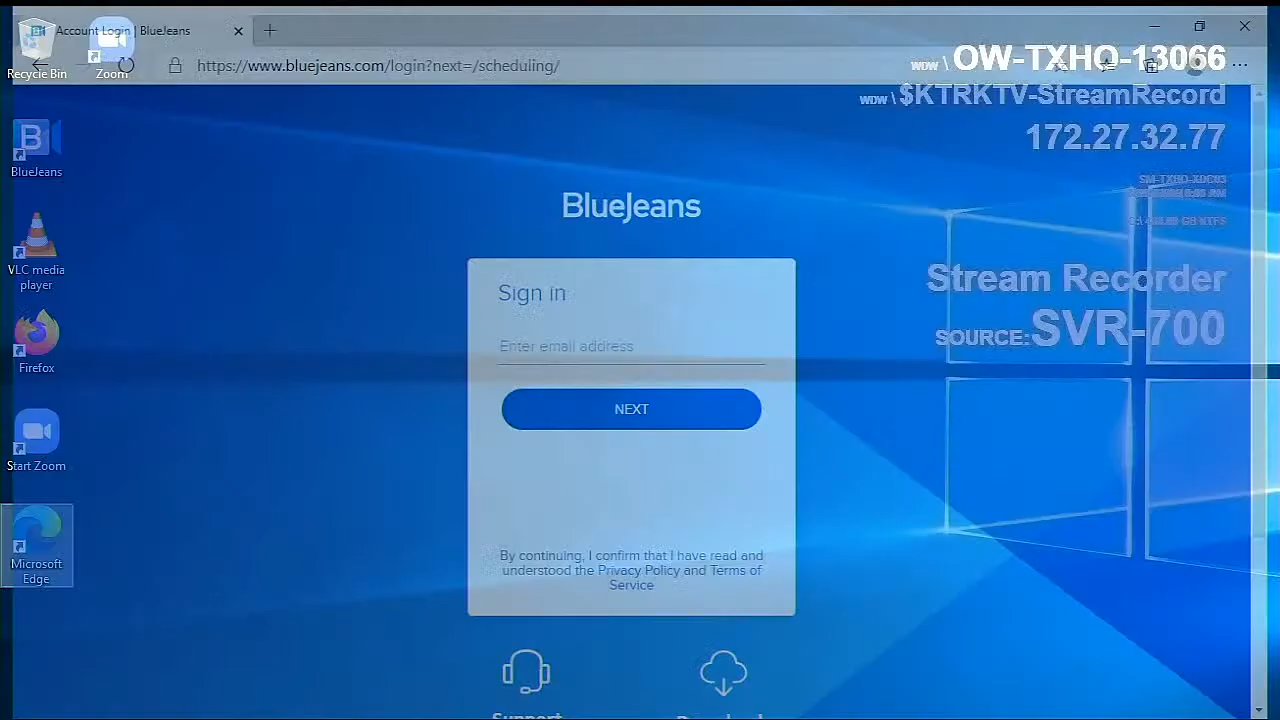 Account Login | BlueJeans
https://www.bluejeans.com/login?next=/scheduling/
Recycle Bin
Zoom
BlueJeans
VLC media
player
Firefox
Start Zoom
Microsoft
Edge
WDW \ OW-TXHO-13066
WDW \ $KTRKTV-StreamRecord
172.27.32.77
Stream Recorder
SOURCE:SVR-700
BlueJeans
Sign in
Enter email address
NEXT
By continuing, I confirm that I have read and
understood the Privacy Policy and Terms of
Service
Support